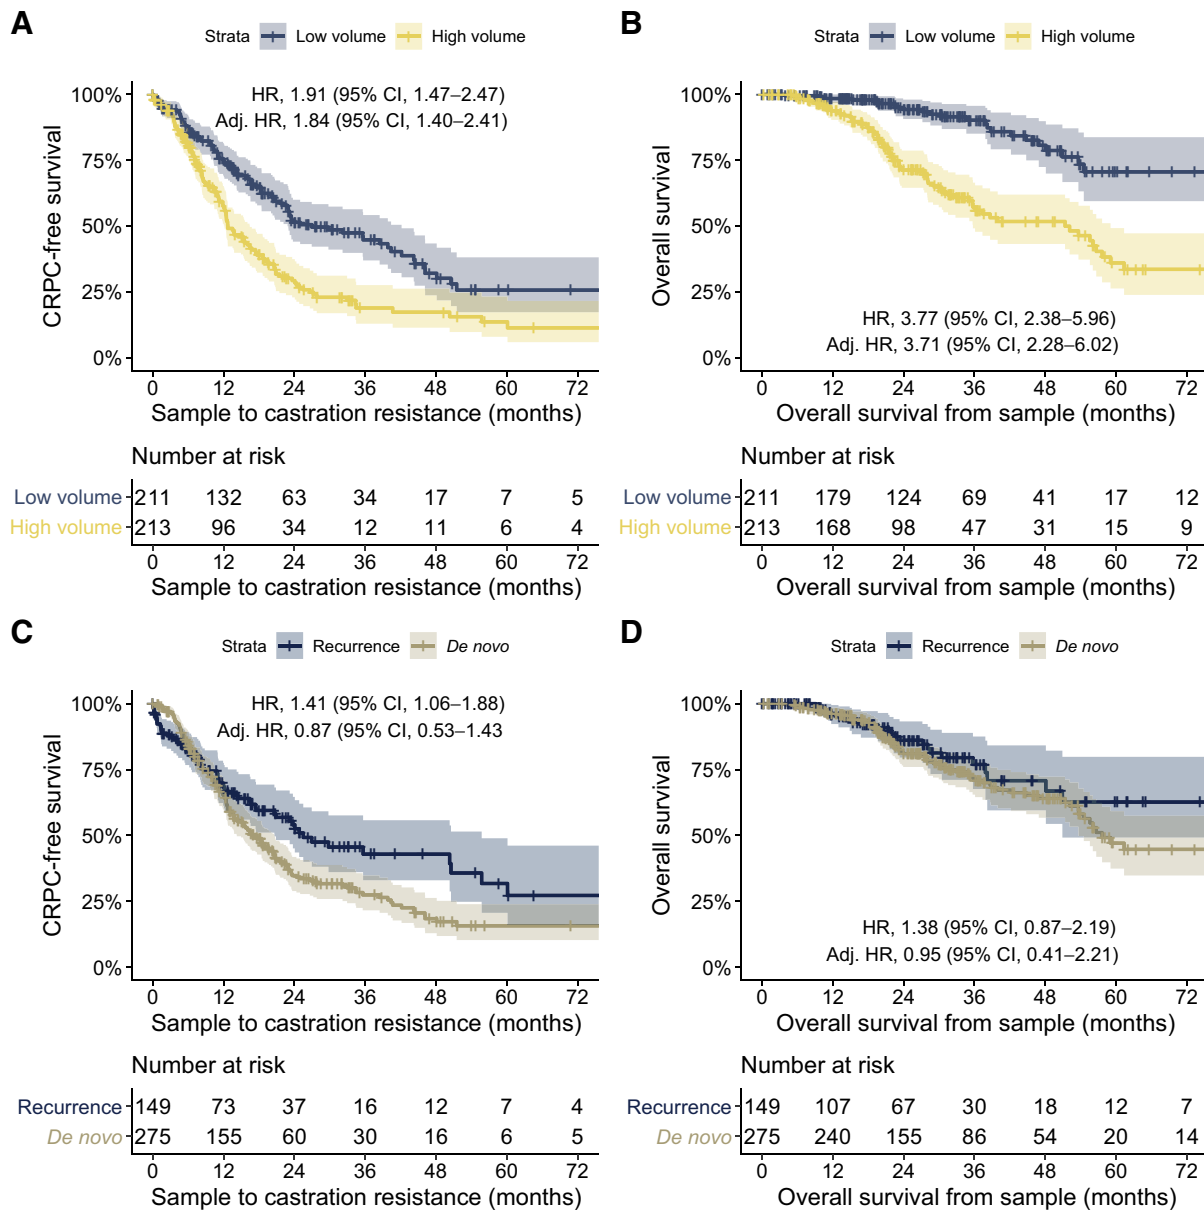 A
Strata Low volume High volume
100%
75%
50%
25%
0%
CRPC-free survival
HR, 1.91 (95% CI, 1.47–2.47)
Adj. HR, 1.84 (95% CI, 1.40–2.41)
0 12 24 36 48 60 72
Sample to castration resistance (months)
Number at risk
Low volume 211 132 63 34 17 7 5
High volume 213 96 34 12 11 6 4
0 12 24 36 48 60 72
Sample to castration resistance (months)
B
Strata Low volume High volume
100%
75%
50%
25%
0%
Overall survival
HR, 3.77 (95% CI, 2.38–5.96)
Adj. HR, 3.71 (95% CI, 2.28–6.02)
0 12 24 36 48 60 72
Overall survival from sample (months)
Number at risk
Low volume 211 179 124 69 41 17 12
High volume 213 168 98 47 31 15 9
0 12 24 36 48 60 72
Overall survival from sample (months)
C
Strata Recurrence De novo
100%
75%
50%
25%
0%
CRPC-free survival
HR, 1.41 (95% CI, 1.06–1.88)
Adj. HR, 0.87 (95% CI, 0.53–1.43
0 12 24 36 48 60 72
Sample to castration resistance (months)
Number at risk
Recurrence 149 73 37 16 12 7 4
De novo 275 155 60 30 16 6 5
0 12 24 36 48 60 72
Sample to castration resistance (months)
D
Strata Recurrence De novo
100%
75%
50%
25%
0%
Overall survival
HR, 1.38 (95% CI, 0.87–2.19)
Adj. HR, 0.95 (95% CI, 0.41–2.21)
0 12 24 36 48 60 72
Overall survival from sample (months)
Number at risk
Recurrence 149 107 67 30 18 12 7
De novo 275 240 155 86 54 20 14
0 12 24 36 48 60 72
Overall survival from sample (months)